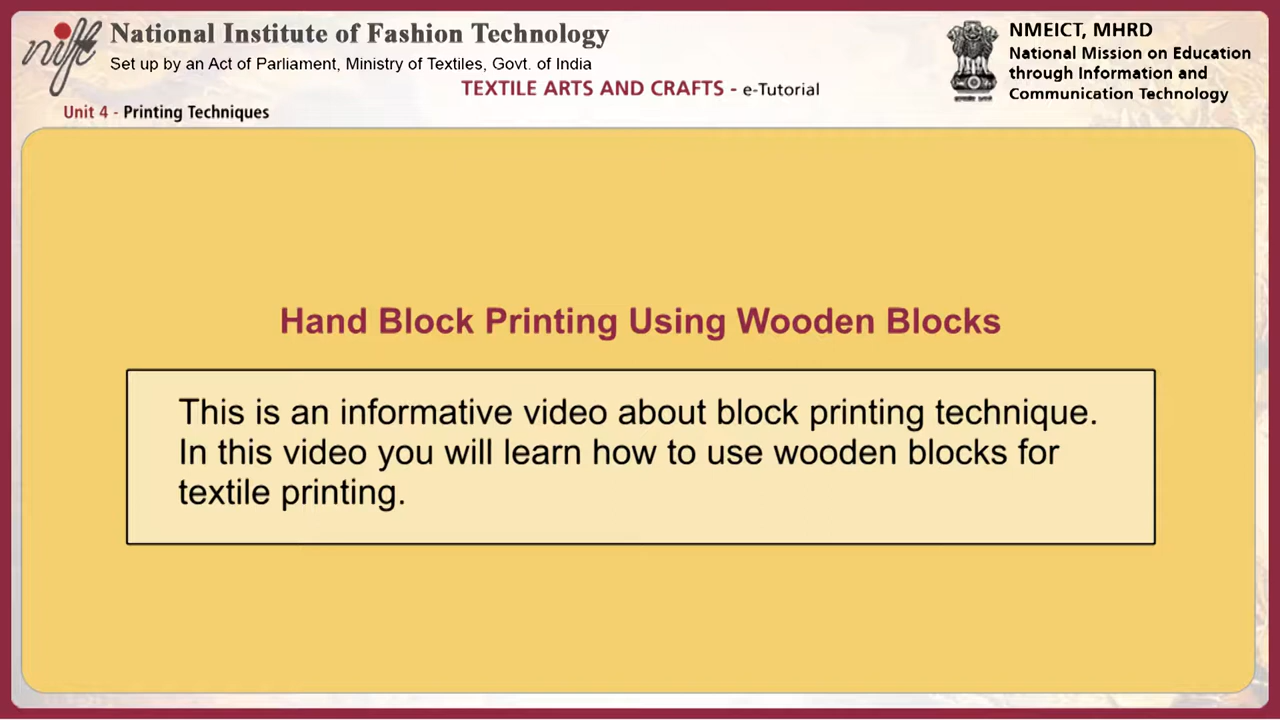 nift
National Institute of Fashion Technology
Set up by an Act of Parliament, Ministry of Textiles, Govt. of India
TEXTILE ARTS AND CRAFTS - e-Tutorial
Unit 4 - Printing Techniques
NMEICT, MHRD
National Mission on Education
through Information and
Communication Technology
Hand Block Printing Using Wooden Blocks
This is an informative video about block printing technique.
In this video you will learn how to use wooden blocks for
textile printing.